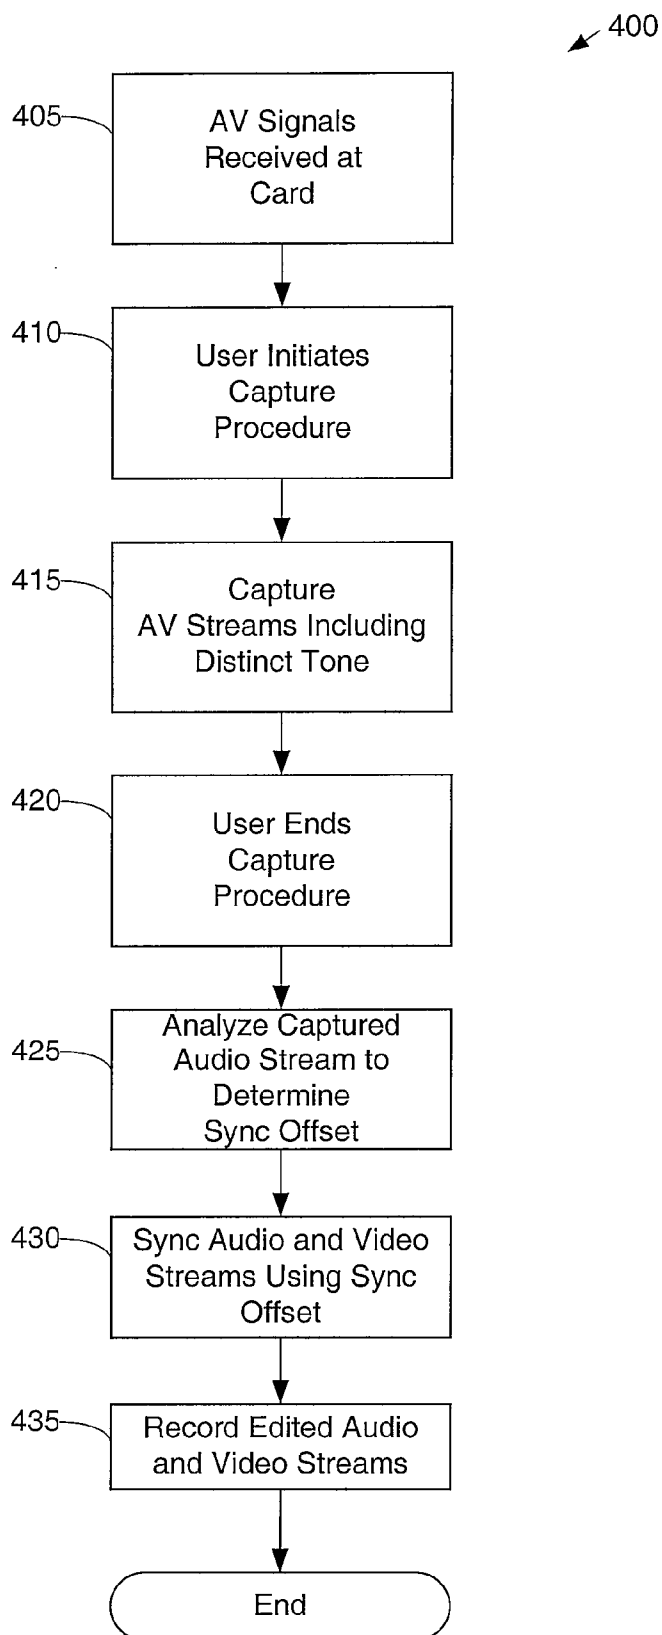 400
405
AV Signals
Received at
Card
410
User Initiates
Capture
Procedure
415
Capture
AV Streams Including
Distinct Tone
420
User Ends
Capture
Procedure
425
Analyze Captured
Audio Stream to
Determine
Sync Offset
430
Sync Audio and Video
Streams Using Sync
Offset
435
Record Edited Audio
and Video Streams
End